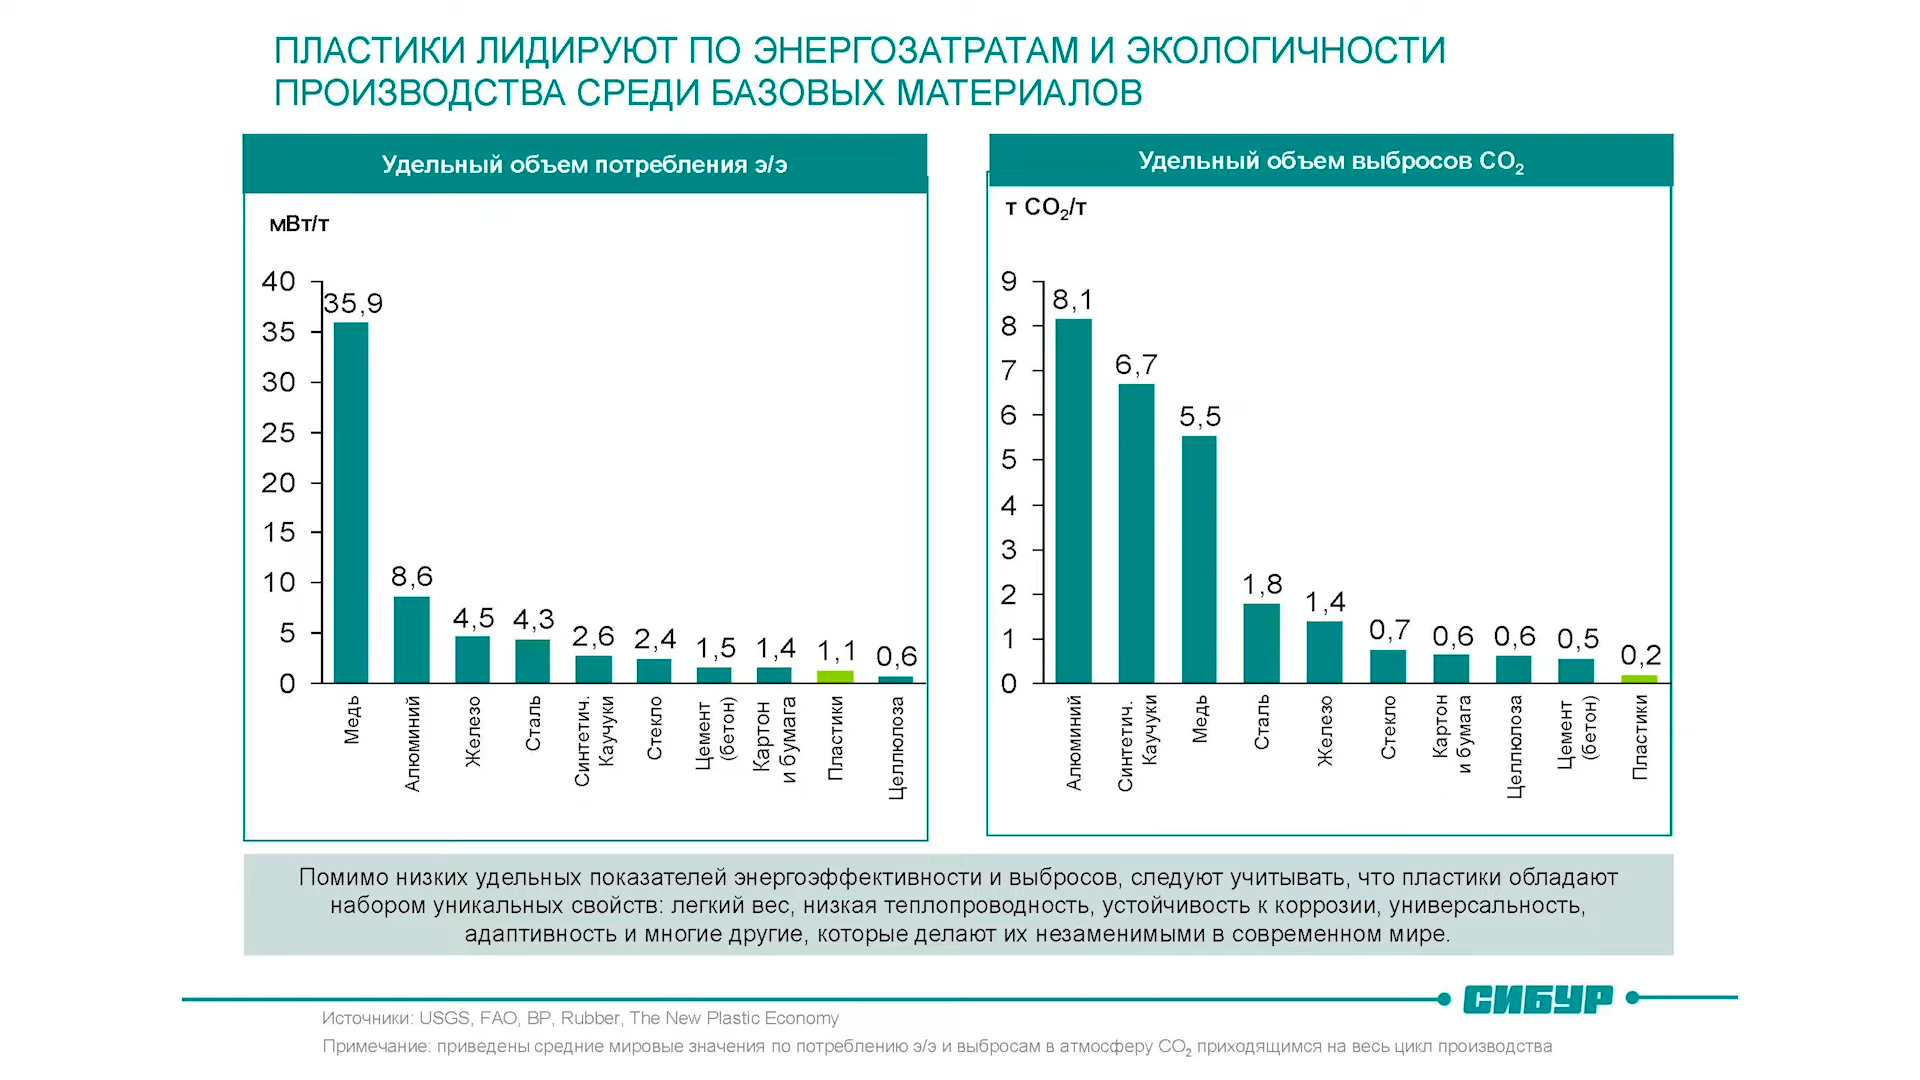 ПЛАСТИКИ ЛИДИРУЮТ ПО ЭНЕРГОЗАТРАТАМ И ЭКОЛОГИЧНОСТИ
ПРОИЗВОДСТВА СРЕДИ БАЗОВЫХ МАТЕРИАЛОВ
Удельный объем потребления э/э
мВт/т
40
35
30
25
20
15
10
5
0
35,9
8,6
4,5
4,3
2,6
2,4
1,5
1,4
1,1
0,6
Медь
Алюминий
Железо
Сталь
Синтетич.
Каучуки
Стекло
Цемент
(бетон)
Картон
и бумага
Пластики
Целлюлоза
Удельный объем выбросов CO₂
т CO₂/т
9
8
7
6
5
4
3
2
1
0
8,1
6,7
5,5
1,8
1,4
0,7
0,6
0,6
0,5
0,2
Алюминий
Синтетич.
Каучуки
Медь
Сталь
Железо
Стекло
Картон
и бумага
Целлюлоза
Цемент
(бетон)
Пластики
Помимо низких удельных показателей энергоэффективности и выбросов, следуют учитывать, что пластики обладают
набором уникальных свойств: легкий вес, низкая теплопроводность, устойчивость к коррозии, универсальность,
адаптивность и многие другие, которые делают их незаменимыми в современном мире.
СИБУР
Источники: USGS, FAO, BP, Rubber, The New Plastic Economy
Примечание: приведены средние мировые значения по потреблению э/э и выбросам в атмосферу CO₂ приходящимся на весь цикл производства